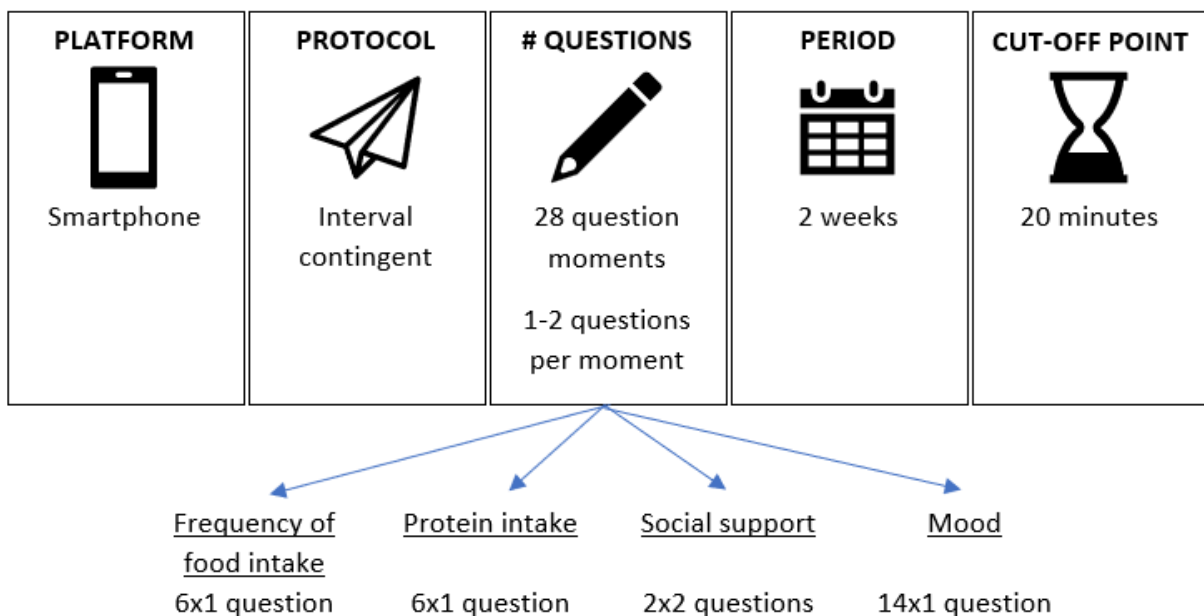 PLATFORM
Smartphone
PROTOCOL
Interval
contingent
# QUESTIONS
28 question
moments
1-2 questions
per moment
PERIOD
2 weeks
CUT-OFF POINT
20 minutes
Frequency of
food intake
6x1 question
Protein intake
6x1 question
Social support
2x2 questions
Mood
14x1 question